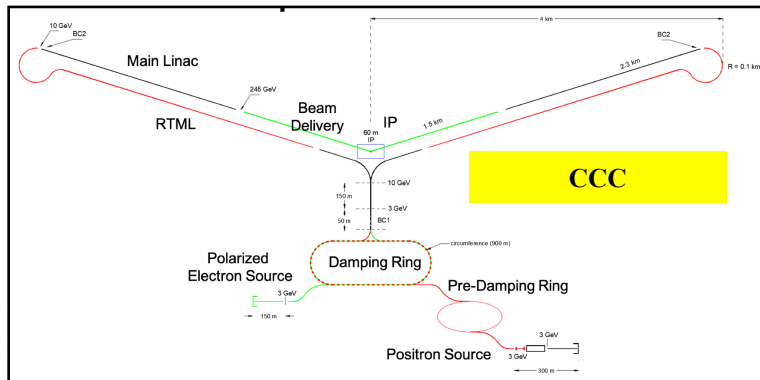 4 km
10 GeV
BC2
BC2
Main Linac
2.3 km
R = 0.1 km
245 GeV
Beam
Delivery
IP
1.5 km
RTML
60 m
IP
CCC
10 GeV
150 m
3 GeV
50 m
BC1
circumference (900 m)
Polarized
Electron Source
Damping Ring
Pre-Damping Ring
3 GeV
150 m
3 GeV
Positron Source
3 GeV
300 m